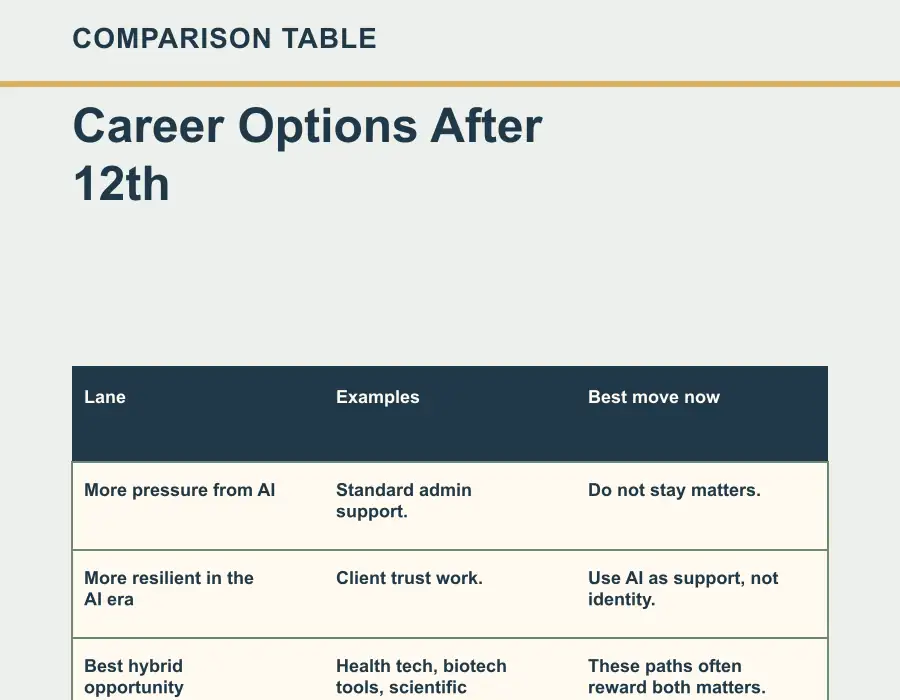 COMPARISON TABLE
Career Options After
12th
Lane Examples Best move now
More pressure from AI Standard admin Do not stay matters.
support.
More resilient in the Client trust work. Use AI as support, not
AI era identity.
Best hybrid Health tech, biotech These paths often
opportunity tools, scientific reward both matters.